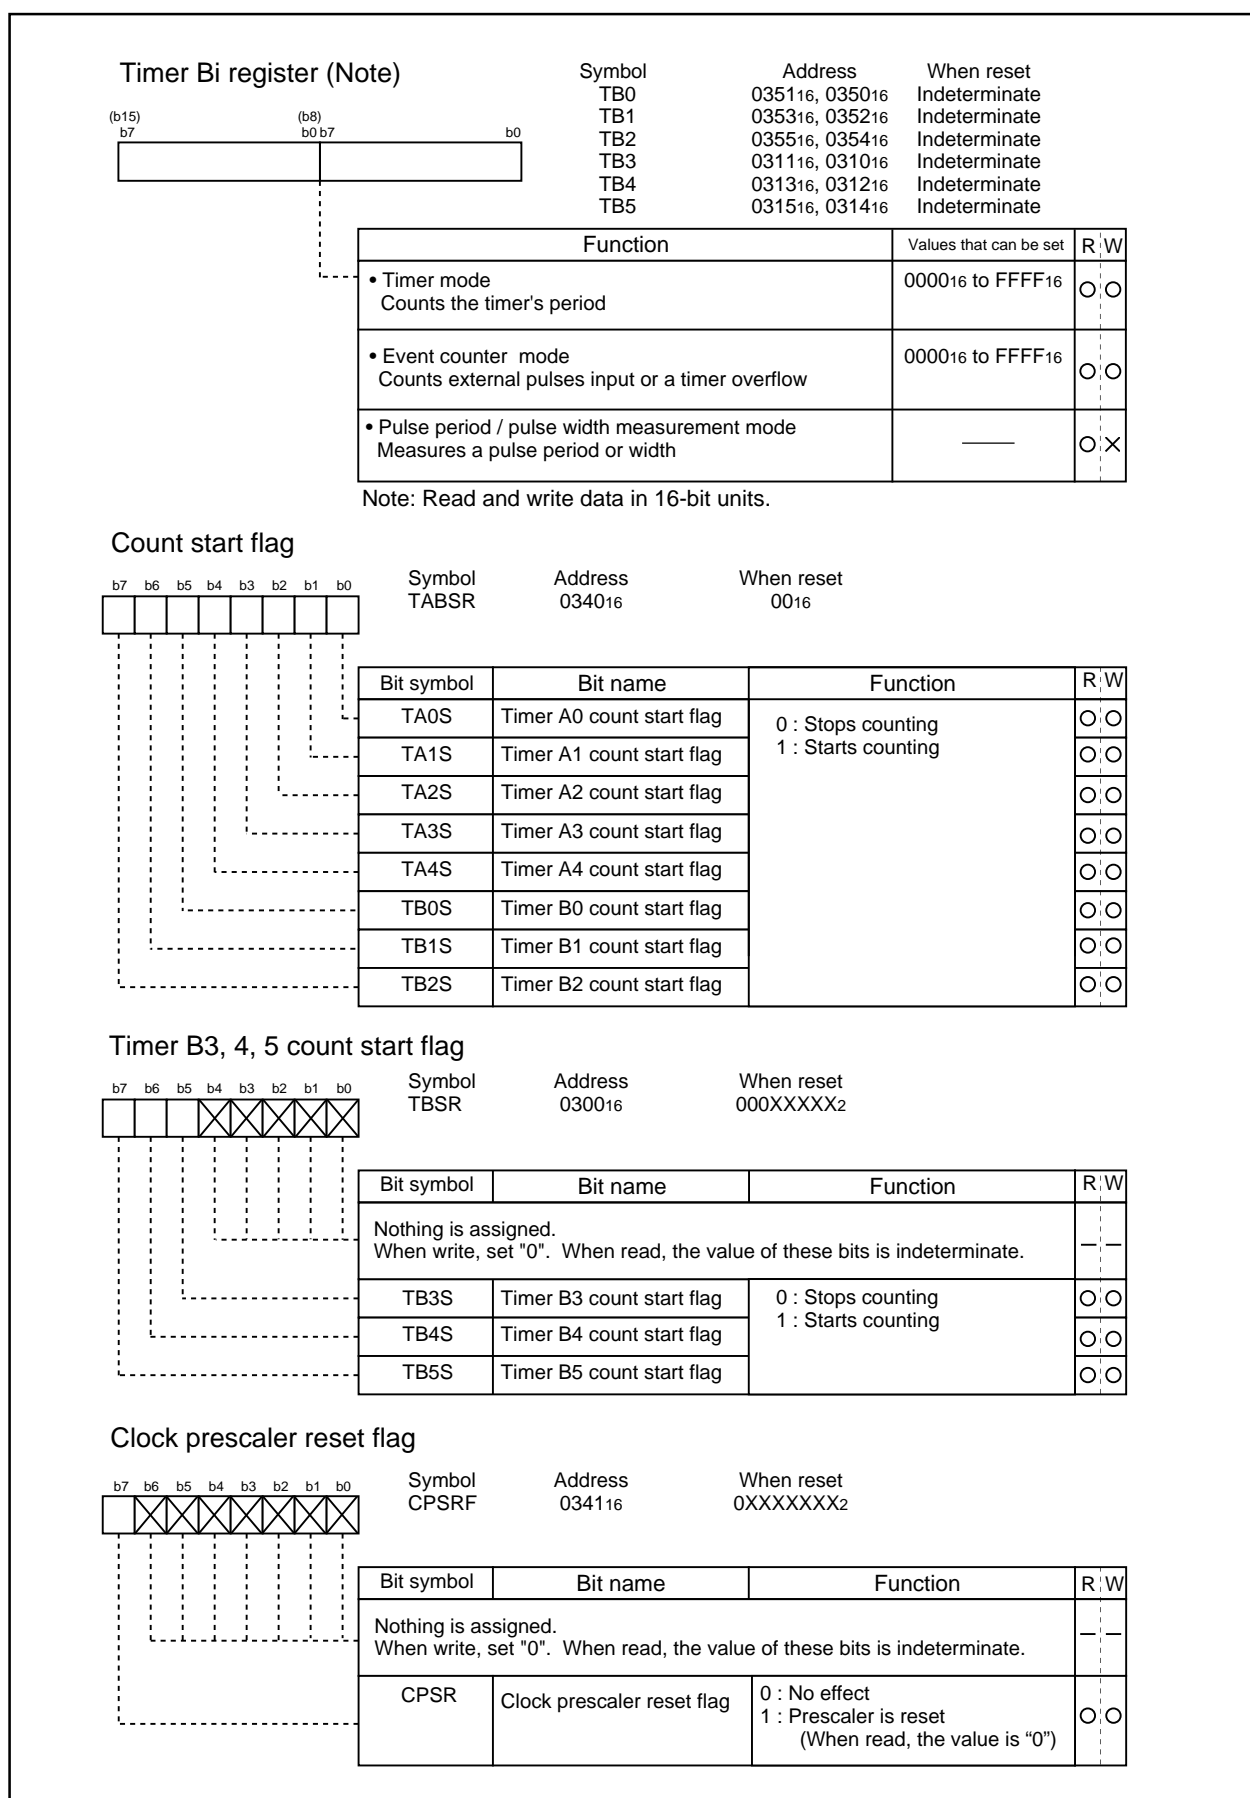 Timer Bi register (Note)
Symbol Address When reset
TB0 035116, 035016 Indeterminate
TB1 035316, 035216 Indeterminate
TB2 035516, 035416 Indeterminate
TB3 031116, 031016 Indeterminate
TB4 031316, 031216 Indeterminate
TB5 031516, 031416 Indeterminate
(b15) (b8)
b7 b0 b7 b0
Function Values that can be set R W
• Timer mode 000016 to FFFF16
Counts the timer's period
• Event counter mode 000016 to FFFF16
Counts external pulses input or a timer overflow
• Pulse period / pulse width measurement mode
Measures a pulse period or width
Note: Read and write data in 16-bit units.
Count start flag
Symbol Address When reset
TABSR 034016 0016
b7 b6 b5 b4 b3 b2 b1 b0
Bit symbol Bit name Function R W
TA0S Timer A0 count start flag 0 : Stops counting
TA1S Timer A1 count start flag 1 : Starts counting
TA2S Timer A2 count start flag
TA3S Timer A3 count start flag
TA4S Timer A4 count start flag
TB0S Timer B0 count start flag
TB1S Timer B1 count start flag
TB2S Timer B2 count start flag
Timer B3, 4, 5 count start flag
Symbol Address When reset
TBSR 030016 000XXXXX2
b7 b6 b5 b4 b3 b2 b1 b0
Bit symbol Bit name Function R W
Nothing is assigned.
When write, set "0". When read, the value of these bits is indeterminate.
TB3S Timer B3 count start flag 0 : Stops counting
TB4S Timer B4 count start flag 1 : Starts counting
TB5S Timer B5 count start flag
Clock prescaler reset flag
Symbol Address When reset
CPSRF 034116 0XXXXXXX2
b7 b6 b5 b4 b3 b2 b1 b0
Bit symbol Bit name Function R W
Nothing is assigned.
When write, set "0". When read, the value of these bits is indeterminate.
CPSR Clock prescaler reset flag 0 : No effect
1 : Prescaler is reset
(When read, the value is “0”)